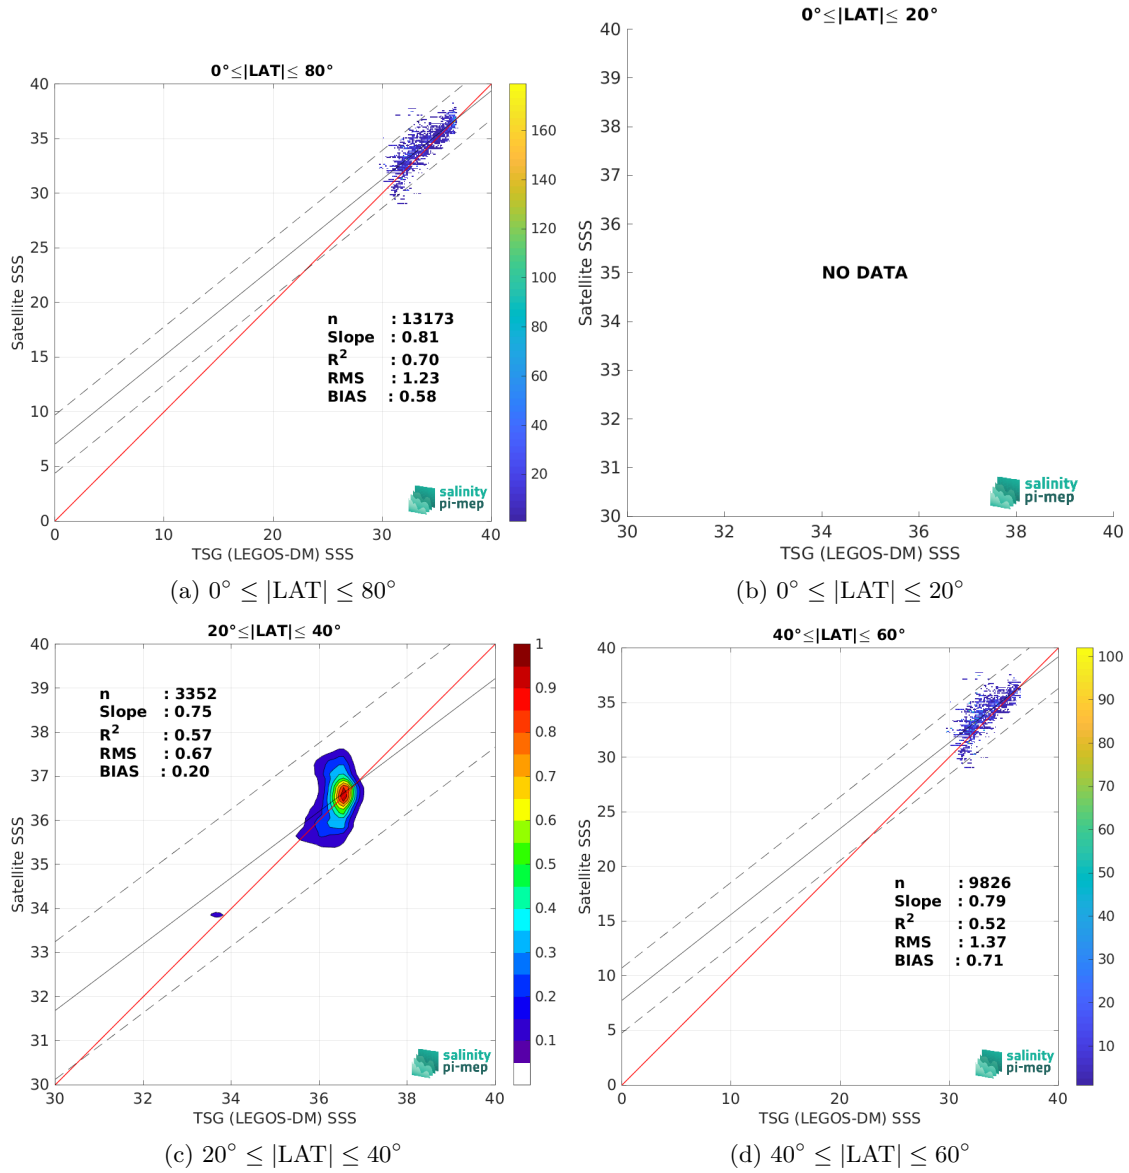 0°≤|LAT|≤ 80°
40
35
30
25
20
15
10
5
0
0
10
20
30
40
Satellite SSS
TSG (LEGOS-DM) SSS
n : 13173
Slope : 0.81
R2 : 0.70
RMS : 1.23
BIAS : 0.58
160
140
120
100
80
60
40
20
salinity
pi-mep
(a) 0° ≤ |LAT| ≤ 80°
0°≤|LAT|≤ 20°
40
39
38
37
36
35
34
33
32
31
30
30
32
34
36
38
40
Satellite SSS
TSG (LEGOS-DM) SSS
NO DATA
salinity
pi-mep
(b) 0° ≤ |LAT| ≤ 20°
20°≤|LAT|≤ 40°
40
39
38
37
36
35
34
33
32
31
30
30
32
34
36
38
40
Satellite SSS
TSG (LEGOS-DM) SSS
n : 3352
Slope : 0.75
R2 : 0.57
RMS : 0.67
BIAS : 0.20
1
0.9
0.8
0.7
0.6
0.5
0.4
0.3
0.2
0.1
salinity
pi-mep
(c) 20° ≤ |LAT| ≤ 40°
40°≤|LAT|≤ 60°
40
35
30
25
20
15
10
5
0
0
10
20
30
40
Satellite SSS
TSG (LEGOS-DM) SSS
n : 9826
Slope : 0.79
R2 : 0.52
RMS : 1.37
BIAS : 0.71
100
90
80
70
60
50
40
30
20
10
salinity
pi-mep
(d) 40° ≤ |LAT| ≤ 60°